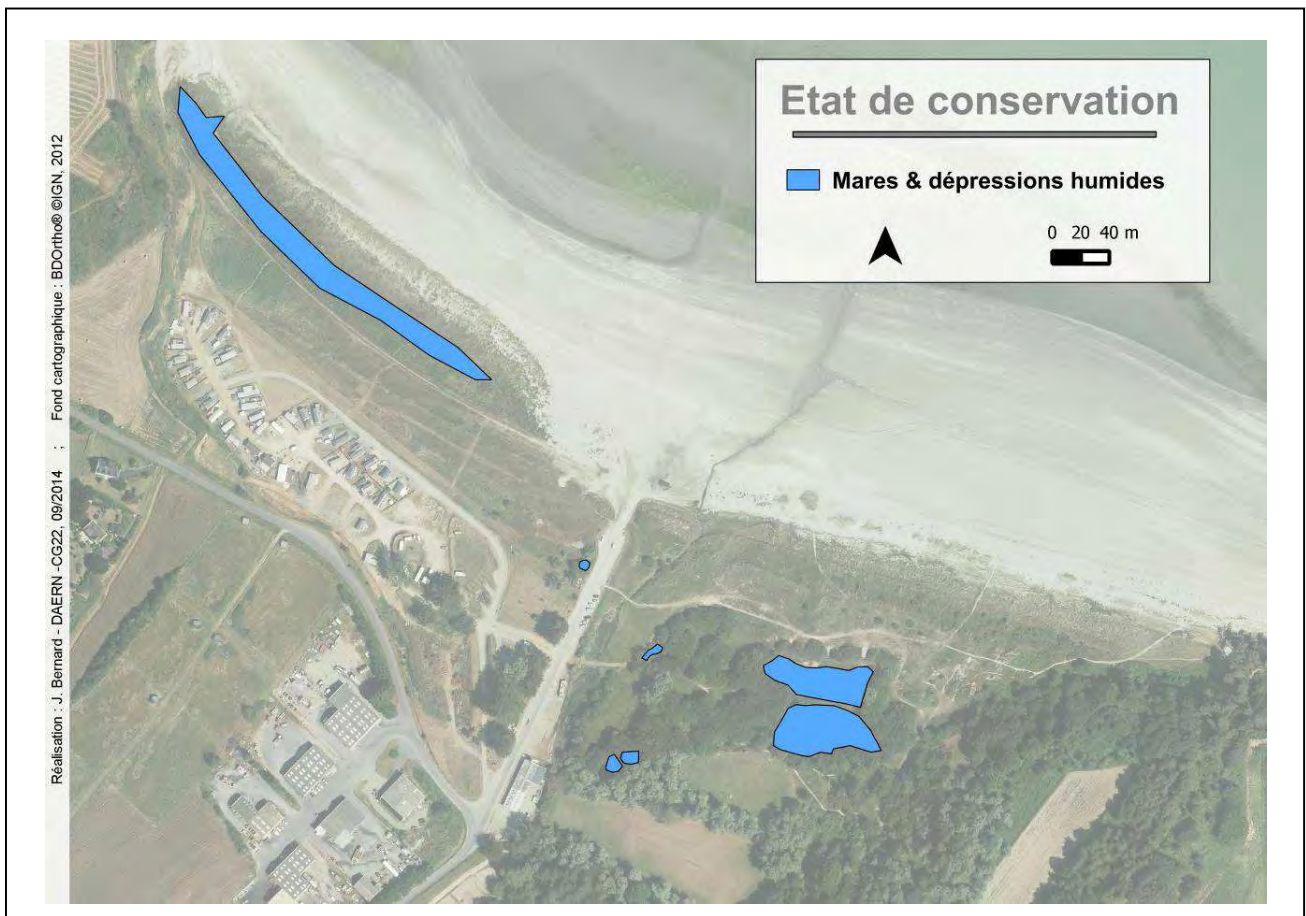 Etat de conservation
Mares & dépressions humides
0 20 40 m
Réalisation : J. Bernard - DAERN -CG22, 09/2014 ; Fond cartographique : BDOrtho® ©IGN, 2012